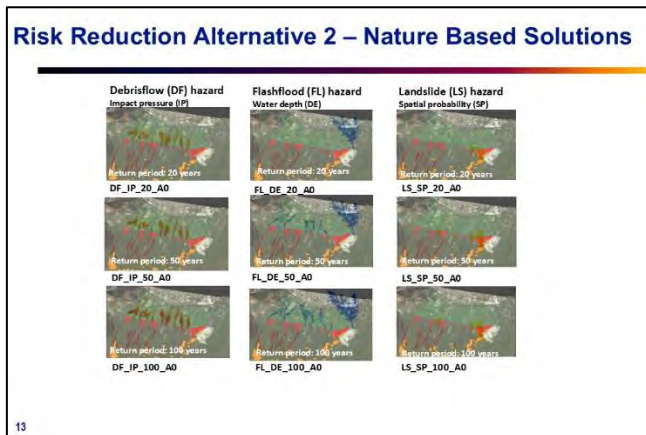 Risk Reduction Alternative 2 – Nature Based Solutions
Debrisflow (DF) hazard
Impact pressure (IP)
Flashflood (FL) hazard
Water depth (DE)
Landslide (LS) hazard
Spatial probability (SP)
Return period: 20 years
Return period: 20 years
Return period: 20 years
DF_IP_20_A0
FL_DE_20_A0
LS_SP_20_A0
Return period: 50 years
Return period: 50 years
Return period: 50 years
DF_IP_50_A0
FL_DE_50_A0
LS_SP_50_A0
Return period: 100 years
Return period: 100 years
Return period: 100 years
DF_IP_100_A0
FL_DE_100_A0
LS_SP_100_A0
13